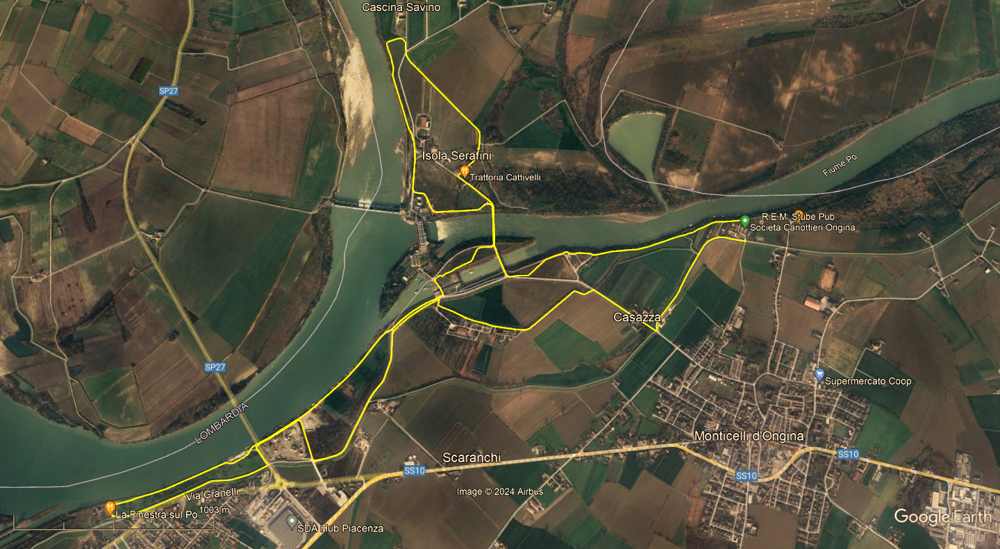 Cascina Savino
SP27
Isola Serafini
Trattoria Cattivelli
Fiume Po
R.E.M. Stube Pub
Società Canottieri Ongina
Casazza
SP27
Supermercato Coop
LOMBARDIA
Monticelli d'Ongina
Scaranchi
SS10
SS10
SS10
Via Granelli
Image © 2024 Airbus
La Finestra sul Po
1003 m
SDA Hub Piacenza
Google Earth